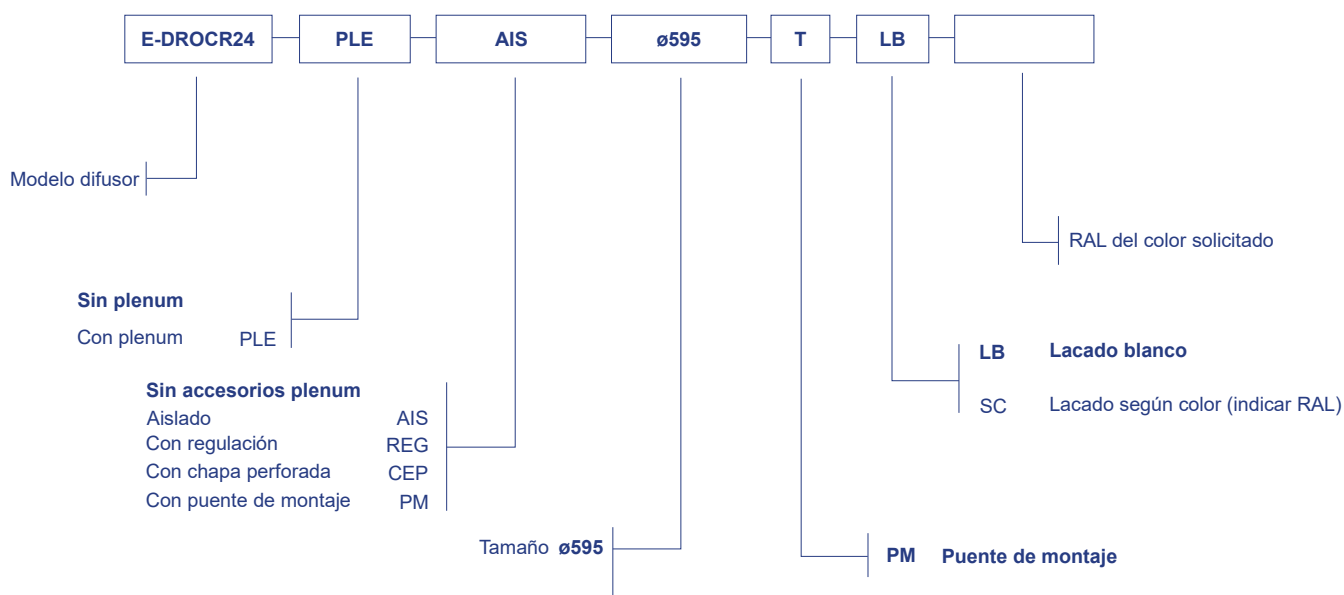 E-DROCR24 PLE AIS ø595 T LB
Modelo difusor
RAL del color solicitado
Sin plenum
Con plenum PLE
LB Lacado blanco
SC Lacado según color (indicar RAL)
Sin accesorios plenum
Aislado AIS
Con regulación REG
Con chapa perforada CEP
Con puente de montaje PM
Tamaño ø595
PM Puente de montaje